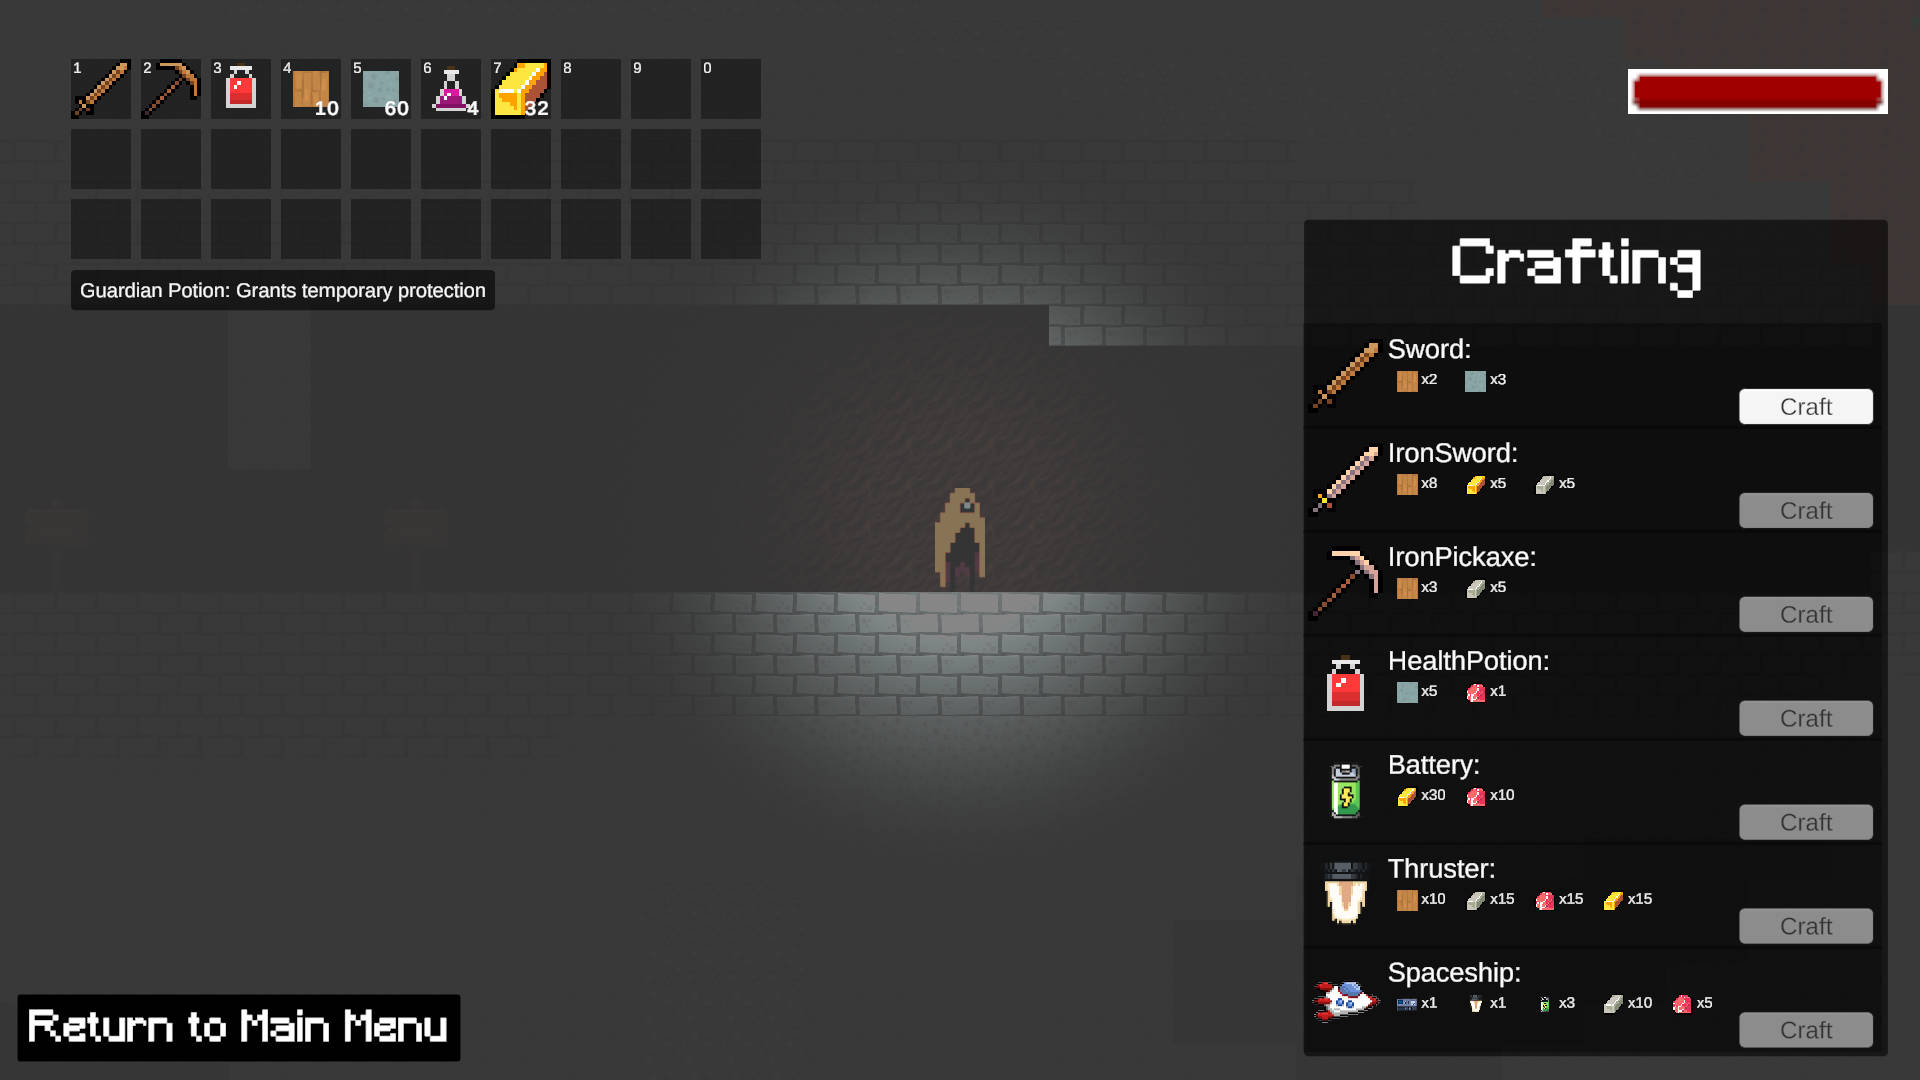 1 2 3 4 5 6 7 8 9 0
10 60 4 32
Guardian Potion: Grants temporary protection
Crafting
Sword:
x2 x3
Craft
IronSword:
x8 x5 x5
Craft
IronPickaxe:
x3 x5
Craft
HealthPotion:
x5 x1
Craft
Battery:
x30 x10
Craft
Thruster:
x10 x15 x15 x15
Craft
Spaceship:
x1 x1 x3 x10 x5
Craft
Return to Main Menu